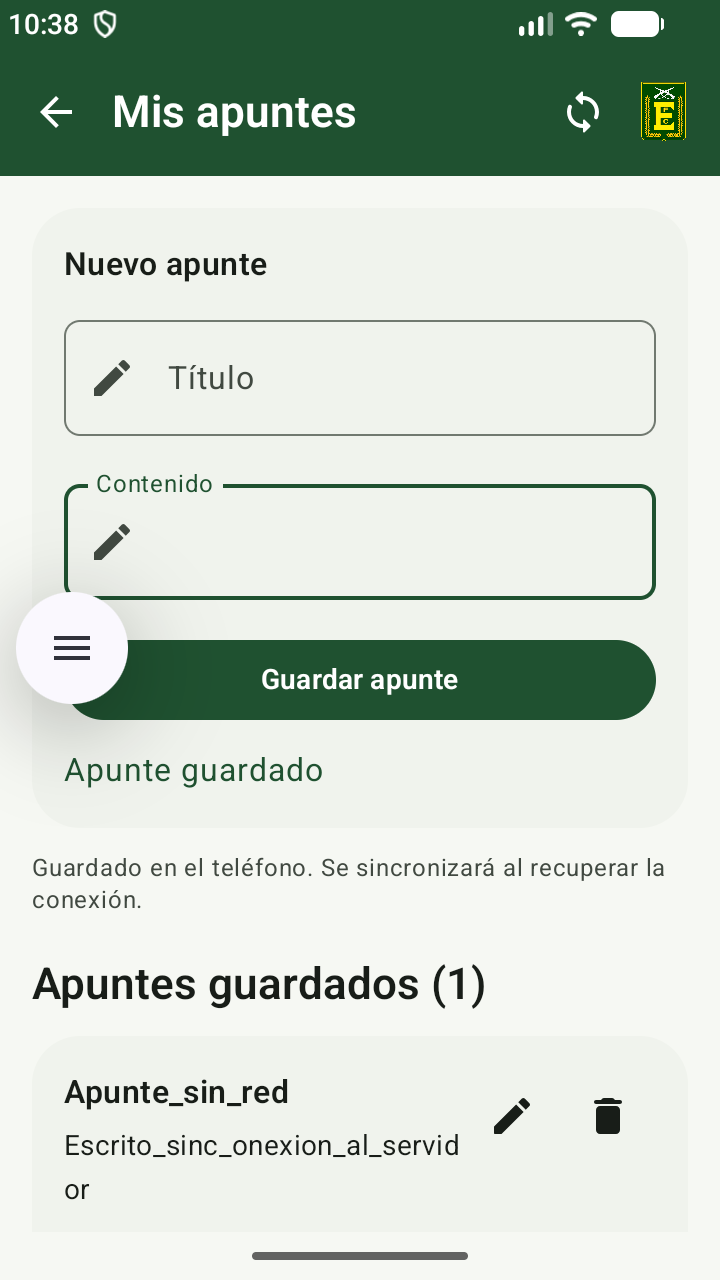 10:38
Mis apuntes
E
Nuevo apunte
Título
Contenido
Guardar apunte
Apunte guardado
Guardado en el teléfono. Se sincronizará al recuperar la
conexión.
Apuntes guardados (1)
Apunte_sin_red
Escrito_sinc_onexion_al_servid
or